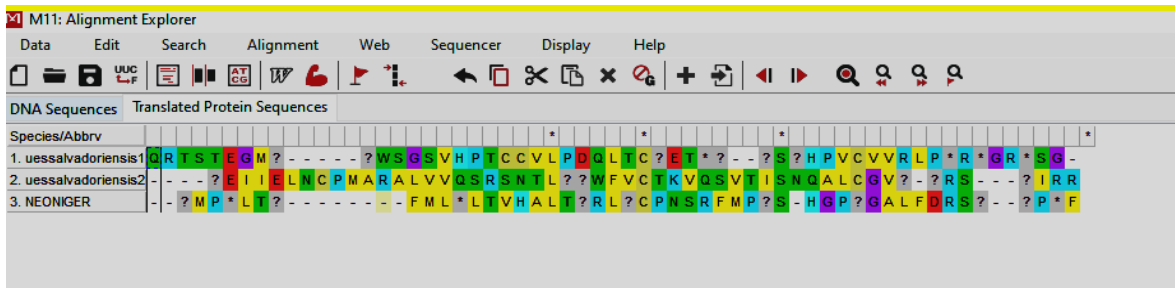 M11: Alignment Explorer
Data Edit Search Alignment Web Sequencer Display Help
DNA Sequences Translated Protein Sequences
Species/Abbrv * * * *
1. uessalvadoriensis1 Q R T S T E G M ? - - - - - ? W S G S V H P T C C V L P D Q L T C ? E T * ? - - ? S ? H P V C V V R L P * R * G R * S G -
2. uessalvadoriensis2 - - - - ? E I I E L N C P M A R A L V V Q S R S N T L ? ? W F V C T K V Q S V T I S N Q A L C G V ? - ? R S - - - ? I R R
3. NEONIGER - - ? M P * L T ? - - - - - - - - F M L * L T V H A L T ? R L ? C P N S R F M P ? S - H G P ? G A L F D R S ? - - ? P * F